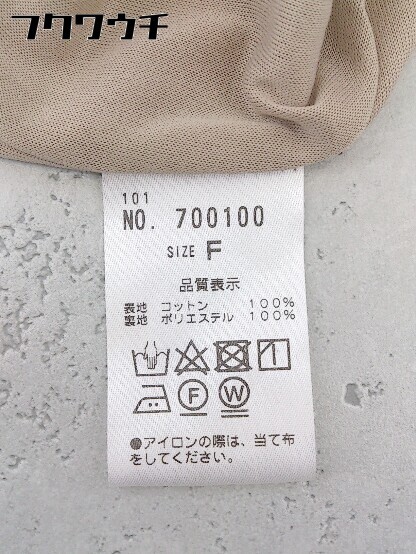 フクウウチ
101
NO. 700100
SIZE F
品質表示
表地 コットン 100%
裏地 ポリエステル 100%
F W
●アイロンの際は、当て布
をしてください。